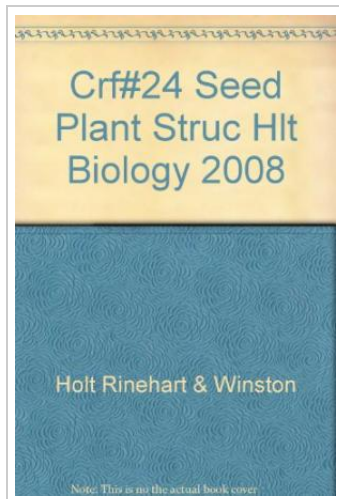 Crf#24 Seed
Plant Struc Hlt
Biology 2008
Holt Rinehart & Winston
Note: This is no the actual book cover